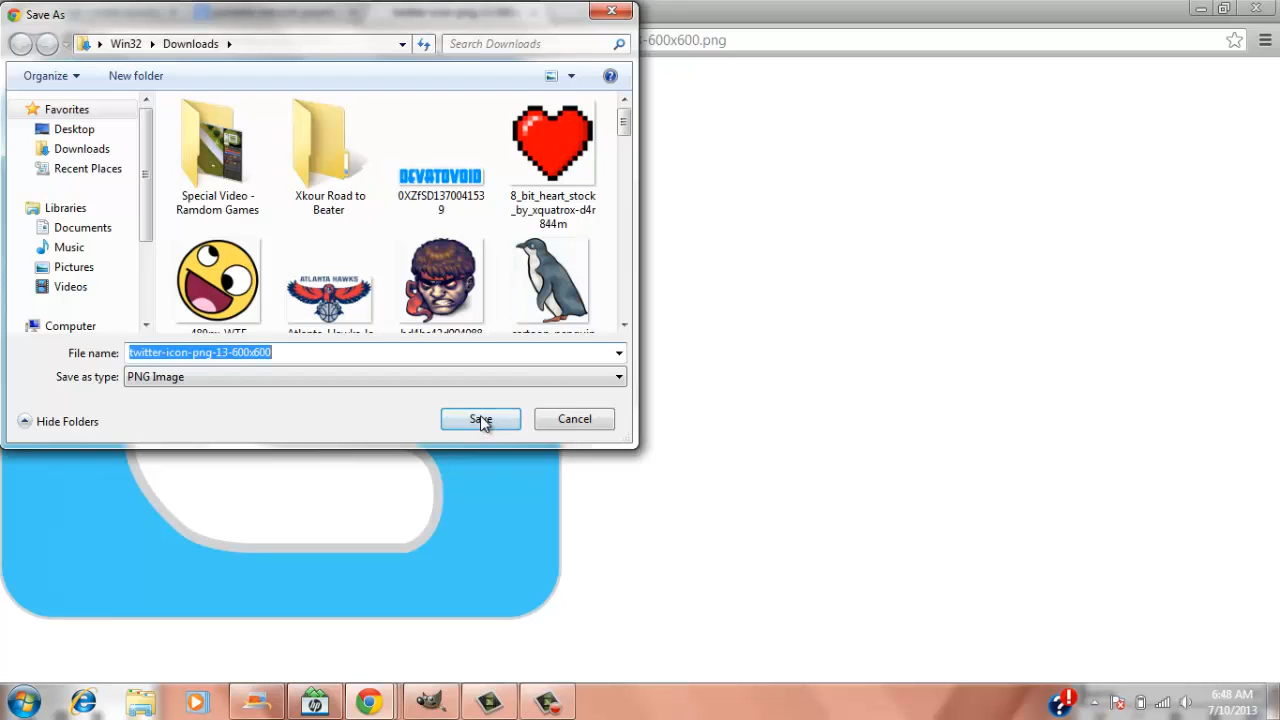 Save As
3-600x600.png
Win32 Downloads
Search Downloads
Organize
New folder
Favorites
Desktop
Downloads
Recent Places
Libraries
Documents
Music
Pictures
Videos
Computer
Special Video -
Ramdom Games
Xkour Road to
Beater
DEVATOVOID
0XZfSD137004153
9
8_bit_heart_stock
_by_xquatrox-d4r
844m
ATLANTA HAWKS
File name:
twitter-icon-png-13-600x600
Save as type:
PNG Image
Hide Folders
Save
Cancel
6:48 AM
7/10/2013